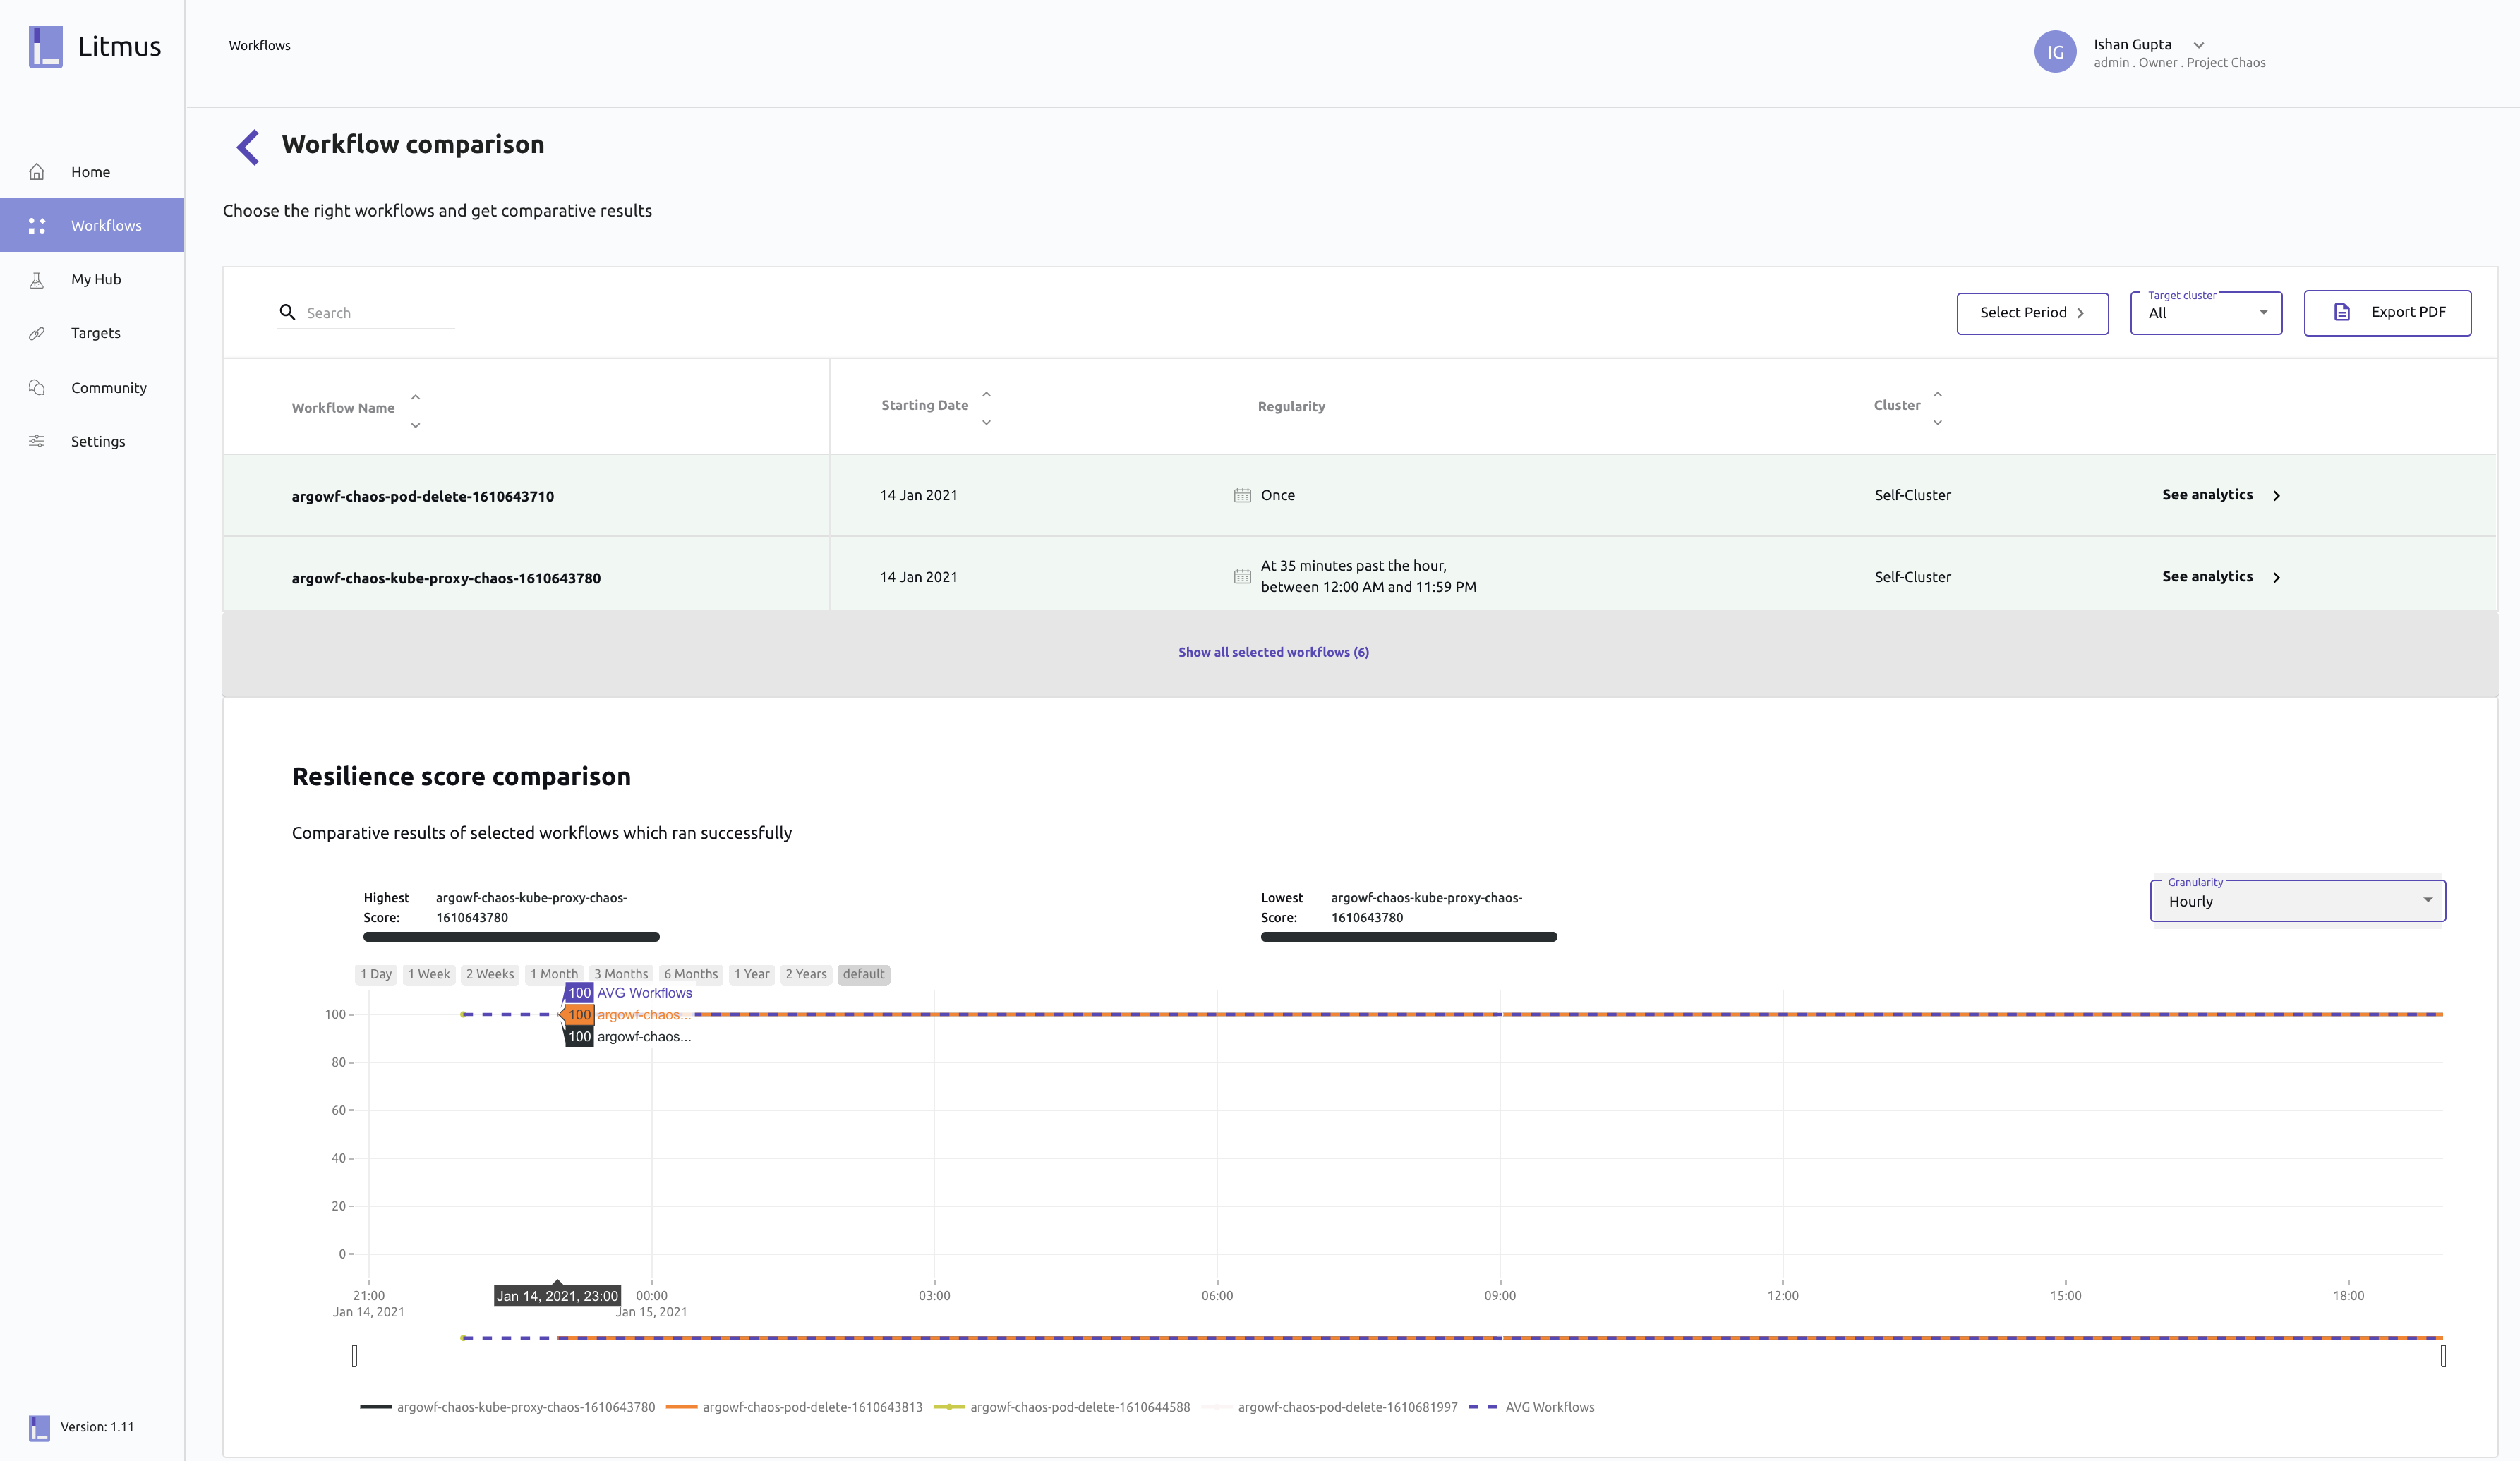 Litmus
Workflows
IG
Ishan Gupta
admin . Owner . Project Chaos
Home
Workflows
My Hub
Targets
Community
Settings
Version: 1.11
Workflow comparison
Choose the right workflows and get comparative results
Search
Select Period
Target cluster
All
Export PDF
Workflow Name
Starting Date
Regularity
Cluster
argowf-chaos-pod-delete-1610643710
14 Jan 2021
Once
Self-Cluster
See analytics
argowf-chaos-kube-proxy-chaos-1610643780
14 Jan 2021
At 35 minutes past the hour,
between 12:00 AM and 11:59 PM
Self-Cluster
See analytics
Show all selected workflows (6)
Resilience score comparison
Comparative results of selected workflows which ran successfully
Highest
Score:
argowf-chaos-kube-proxy-chaos-
1610643780
Lowest
Score:
argowf-chaos-kube-proxy-chaos-
1610643780
Granularity
Hourly
1 Day
1 Week
2 Weeks
1 Month
3 Months
6 Months
1 Year
2 Years
default
100 AVG Workflows
100 argowf-chaos...
100 argowf-chaos...
100
80
60
40
20
0
21:00
Jan 14, 2021
Jan 14, 2021, 23:00
00:00
Jan 15, 2021
03:00
06:00
09:00
12:00
15:00
18:00
argowf-chaos-kube-proxy-chaos-1610643780
argowf-chaos-pod-delete-1610643813
argowf-chaos-pod-delete-1610644588
argowf-chaos-pod-delete-1610681997
AVG Workflows